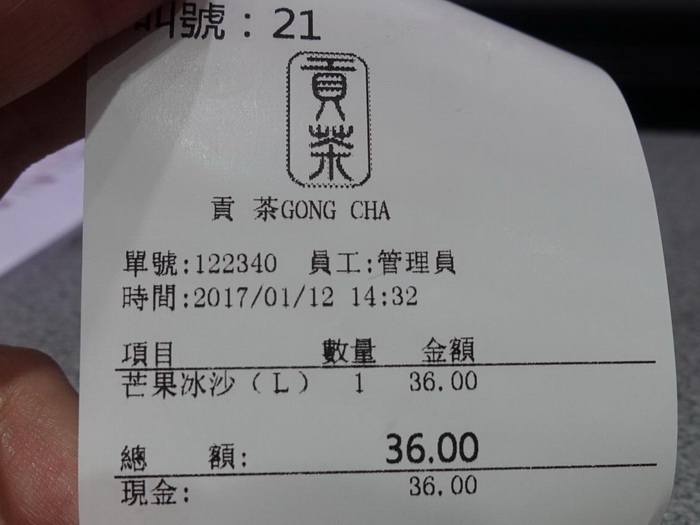 叫號：21
貢茶
貢 茶GONG CHA
單號:122340 員工:管理員
時間:2017/01/12 14:32
項目 數量 金額
芒果冰沙（L） 1 36.00
總 額: 36.00
現金: 36.00